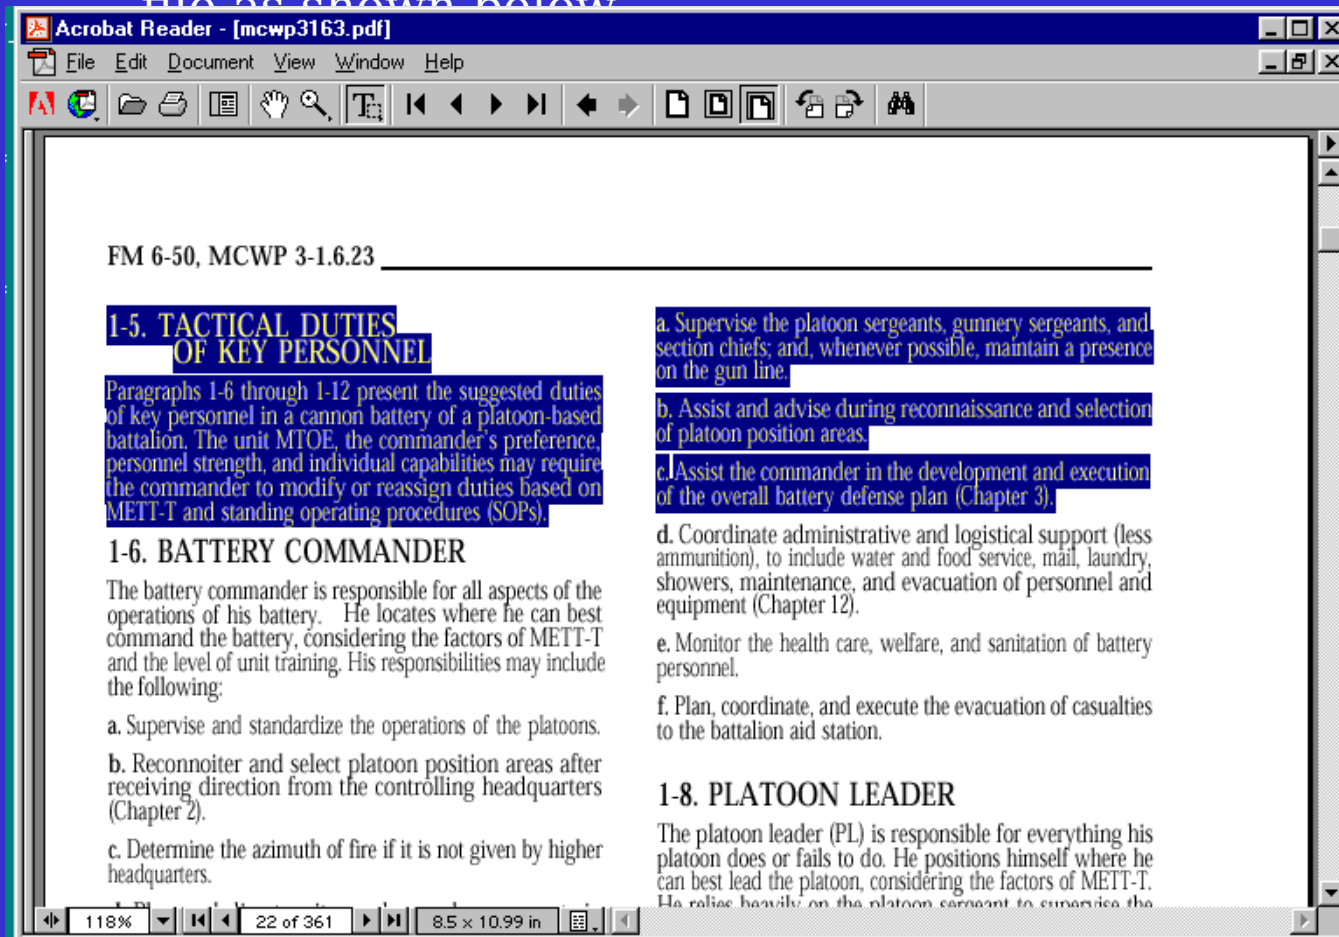 file as shown below
Acrobat Reader - [mcwp3163.pdf]
File Edit Document View Window Help
FM 6-50, MCWP 3-1.6.23
1-5. TACTICAL DUTIES
OF KEY PERSONNEL
Paragraphs 1-6 through 1-12 present the suggested duties
of key personnel in a cannon battery of a platoon-based
battalion. The unit MTOE, the commander's preference,
personnel strength, and individual capabilities may require
the commander to modify or reassign duties based on
METT-T and standing operating procedures (SOPs).
1-6. BATTERY COMMANDER
The battery commander is responsible for all aspects of the
operations of his battery. He locates where he can best
command the battery, considering the factors of METT-T
and the level of unit training. His responsibilities may include
the following:
a. Supervise and standardize the operations of the platoons.
b. Reconnoiter and select platoon position areas after
receiving direction from the controlling headquarters
(Chapter 2).
c. Determine the azimuth of fire if it is not given by higher
headquarters.
a. Supervise the platoon sergeants, gunnery sergeants, and
section chiefs; and, whenever possible, maintain a presence
on the gun line.
b. Assist and advise during reconnaissance and selection
of platoon position areas.
c. Assist the commander in the development and execution
of the overall battery defense plan (Chapter 3).
d. Coordinate administrative and logistical support (less
ammunition), to include water and food service, mail, laundry,
showers, maintenance, and evacuation of personnel and
equipment (Chapter 12).
e. Monitor the health care, welfare, and sanitation of battery
personnel.
f. Plan, coordinate, and execute the evacuation of casualties
to the battalion aid station.
1-8. PLATOON LEADER
The platoon leader (PL) is responsible for everything his
platoon does or fails to do. He positions himself where he
can best lead the platoon, considering the factors of METT-T.
He relies heavily on the platoon sergeant to supervise the
118% 22 of 361 8.5 x 10.99 in